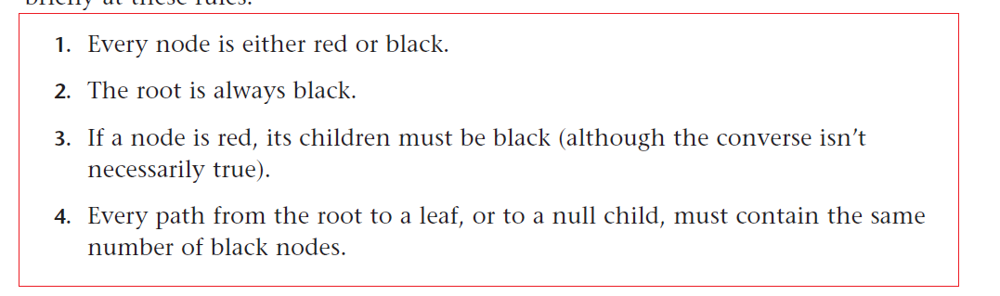 briefly at these rules.
1. Every node is either red or black.
2. The root is always black.
3. If a node is red, its children must be black (although the converse isn’t
necessarily true).
4. Every path from the root to a leaf, or to a null child, must contain the same
number of black nodes.